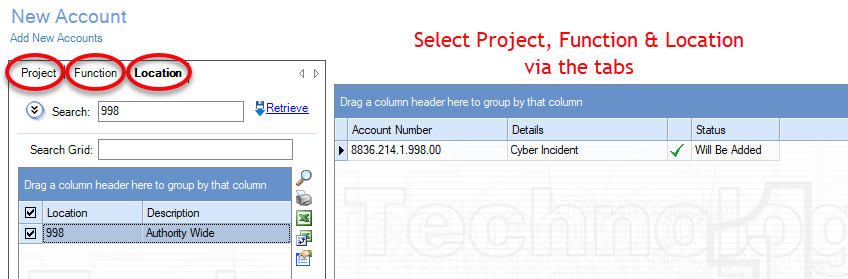 New Account
Add New Accounts
Select Project, Function & Location
via the tabs
Project Function Location
Search: 998 Retrieve
Search Grid:
Drag a column header here to group by that column
Location Description
998 Authority Wide
Drag a column header here to group by that column
Account Number Details Status
8836.214.1.998.00 Cyber Incident Will Be Added